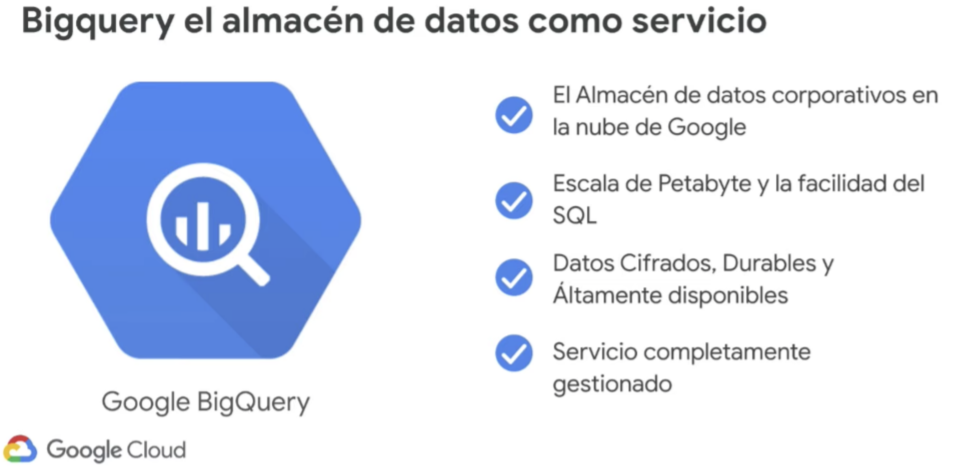 Bigquery el almacén de datos como servicio
El Almacén de datos corporativos en
la nube de Google
Escala de Petabyte y la facilidad del
SQL
Datos Cifrados, Durables y
Áltamente disponibles
Servicio completamente
gestionado
Google BigQuery
Google Cloud